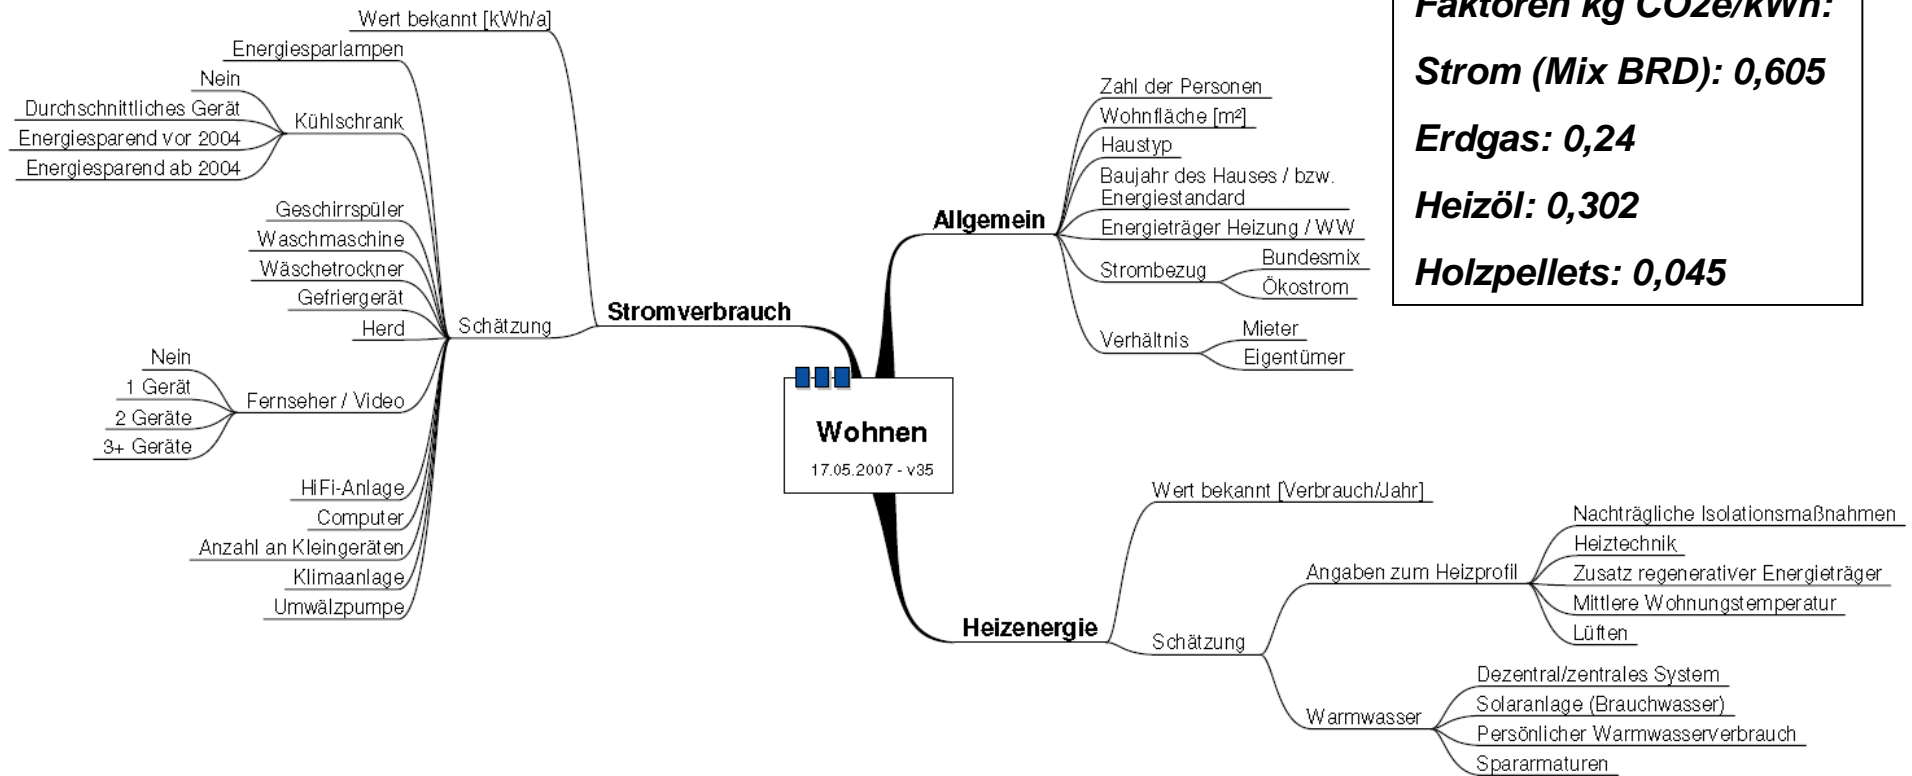 Wert bekannt [kWh/a]
Energiesparlampen
Nein
Durchschnittliches Gerät
Energiesparend vor 2004
Energiesparend ab 2004
Kühlschrank
Geschirrspüler
Waschmaschine
Wäschetrockner
Gefriergerät
Herd
Schätzung
Stromverbrauch
Nein
1 Gerät
2 Geräte
3+ Geräte
Fernseher / Video
HiFi-Anlage
Computer
Anzahl an Kleingeräten
Klimaanlage
Umwälzpumpe
Wohnen
17.05.2007 - v35
Allgemein
Zahl der Personen
Wohnfläche [m²]
Haustyp
Baujahr des Hauses / bzw.
Energiestandard
Energieträger Heizung / WW
Strombezug
Bundesmix
Ökostrom
Verhältnis
Mieter
Eigentümer
Faktoren kg CO2e/kWh:
Strom (Mix BRD): 0,605
Erdgas: 0,24
Heizöl: 0,302
Holzpellets: 0,045
Heizenergie
Wert bekannt [Verbrauch/Jahr]
Schätzung
Angaben zum Heizprofil
Nachträgliche Isolationsmaßnahmen
Heiztechnik
Zusatz regenerativer Energieträger
Mittlere Wohnungstemperatur
Lüften
Warmwasser
Dezentral/zentrales System
Solaranlage (Brauchwasser)
Persönlicher Warmwasserverbrauch
Spararmaturen